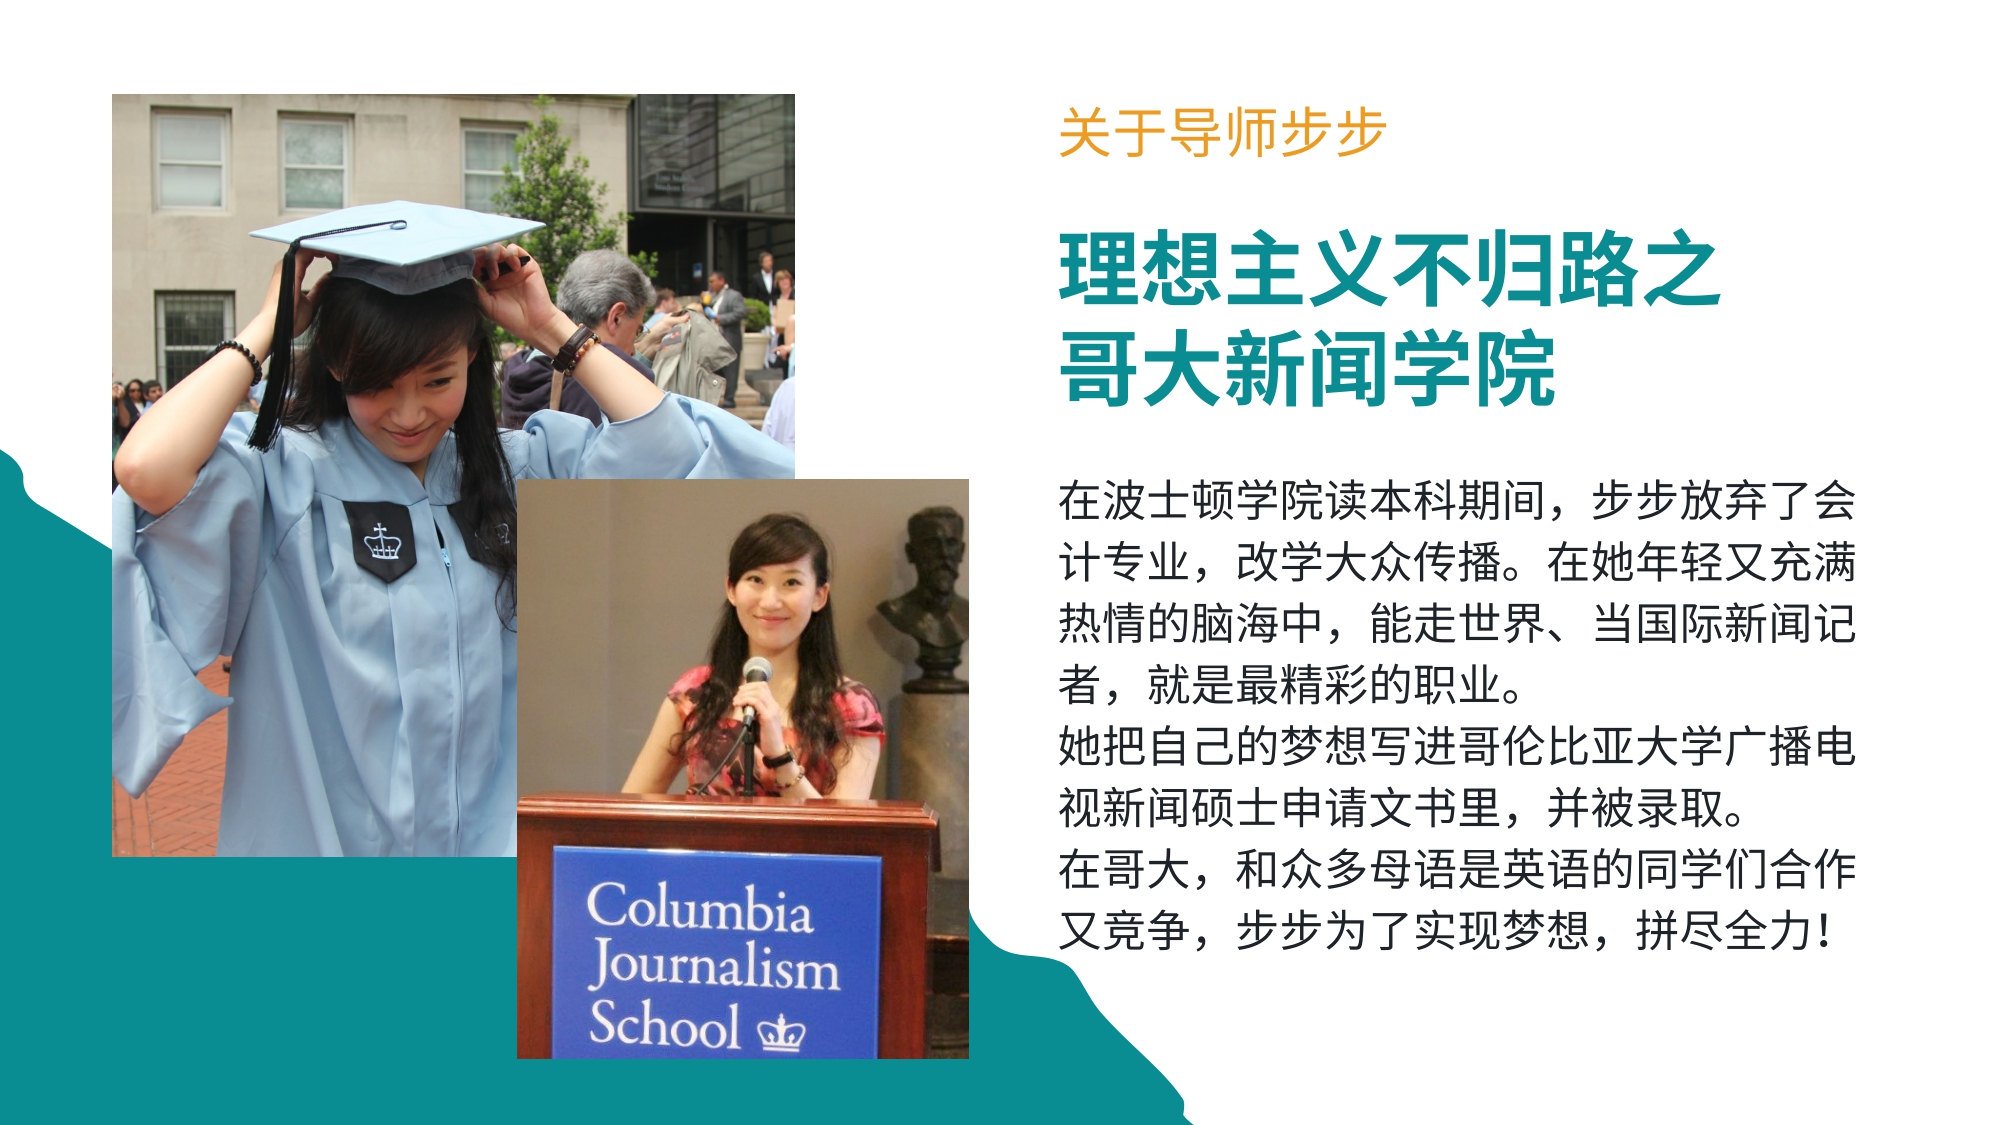 关于导师步步
理想主义不归路之
哥大新闻学院
在波士顿学院读本科期间，步步放弃了会
计专业，改学大众传播。在她年轻又充满
热情的脑海中，能走世界、当国际新闻记
者，就是最精彩的职业。
她把自己的梦想写进哥伦比亚大学广播电
视新闻硕士申请文书里，并被录取。
在哥大，和众多母语是英语的同学们合作
又竞争，步步为了实现梦想，拼尽全力！
Columbia
Journalism
School